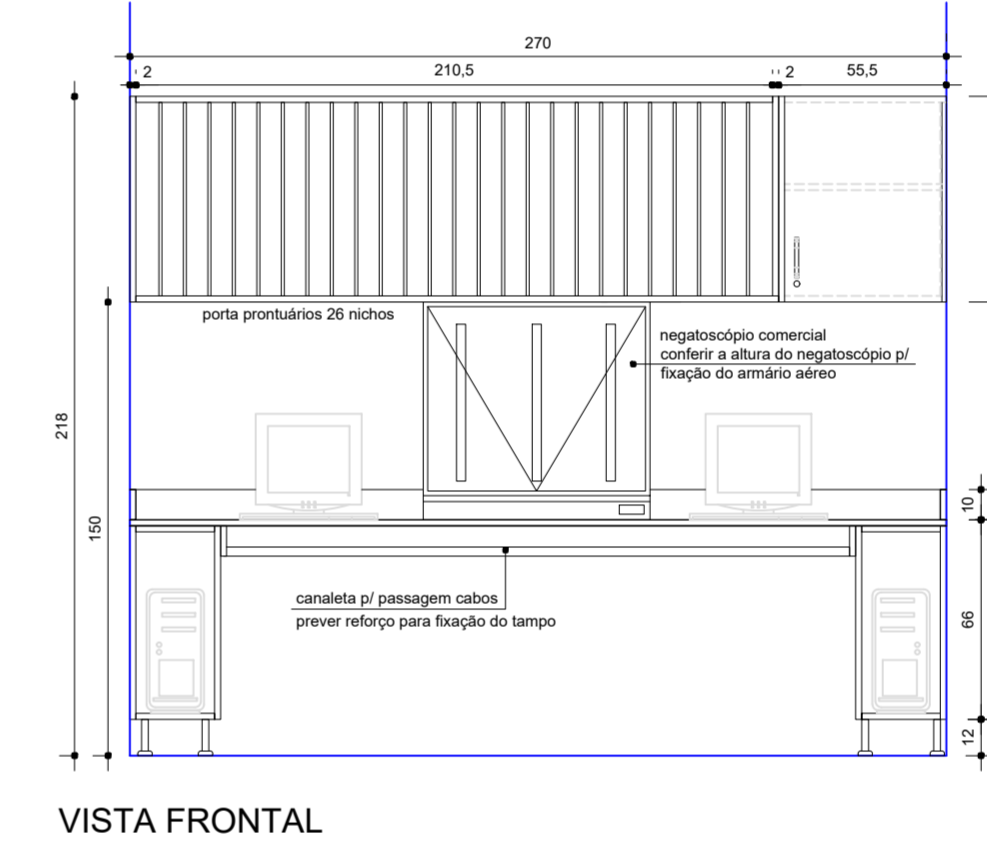 270
2
210,5
2
55,5
porta prontuários 26 nichos
negatoscópio comercial
conferir a altura do negatoscópio p/
fixação do armário aéreo
218
150
10
canaleta p/ passagem cabos
prever reforço para fixação do tampo
66
12
VISTA FRONTAL